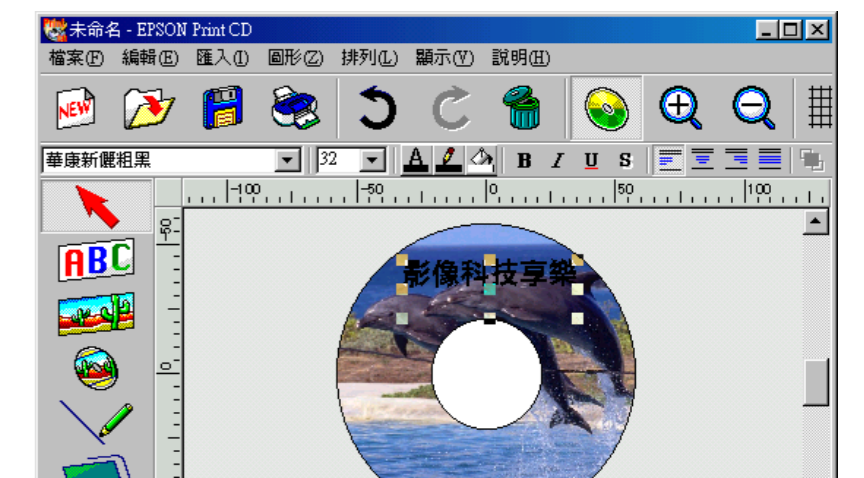 未命名 - EPSON Print CD
檔案(F) 編輯(E) 匯入(I) 圖形(Z) 排列(L) 顯示(V) 說明(H)
NEW
華康新儷粗黑 32 A B I U S
-100 -50 0 50 100
-50
ABC
影像科技享樂
0